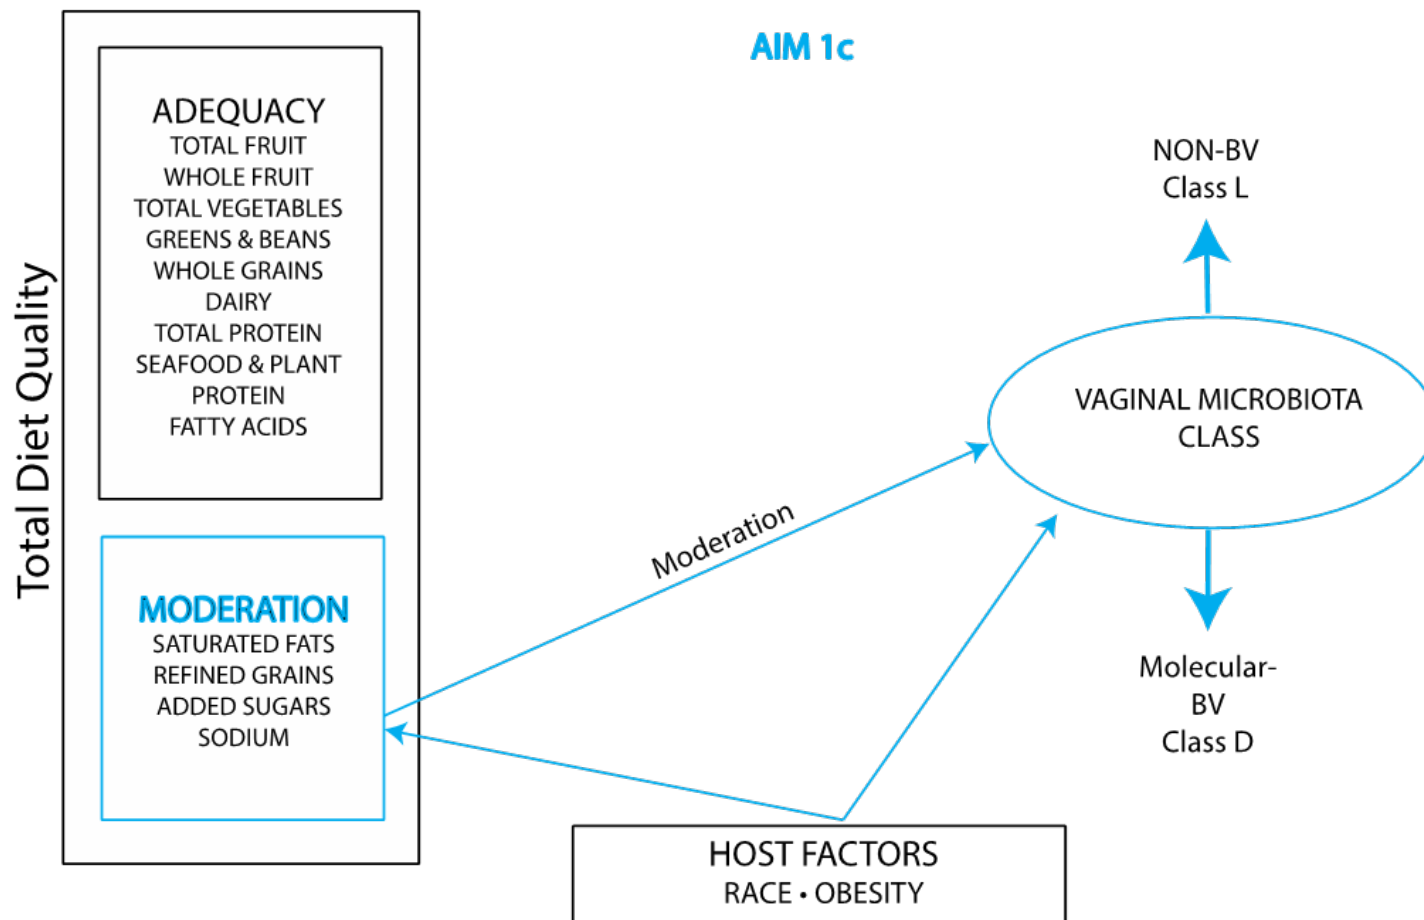 AIM 1c
Total Diet Quality
ADEQUACY
TOTAL FRUIT
WHOLE FRUIT
TOTAL VEGETABLES
GREENS & BEANS
WHOLE GRAINS
DAIRY
TOTAL PROTEIN
SEAFOOD & PLANT
PROTEIN
FATTY ACIDS
MODERATION
SATURATED FATS
REFINED GRAINS
ADDED SUGARS
SODIUM
Moderation
NON-BV
Class L
VAGINAL MICROBIOTA
CLASS
Molecular-
BV
Class D
HOST FACTORS
RACE • OBESITY